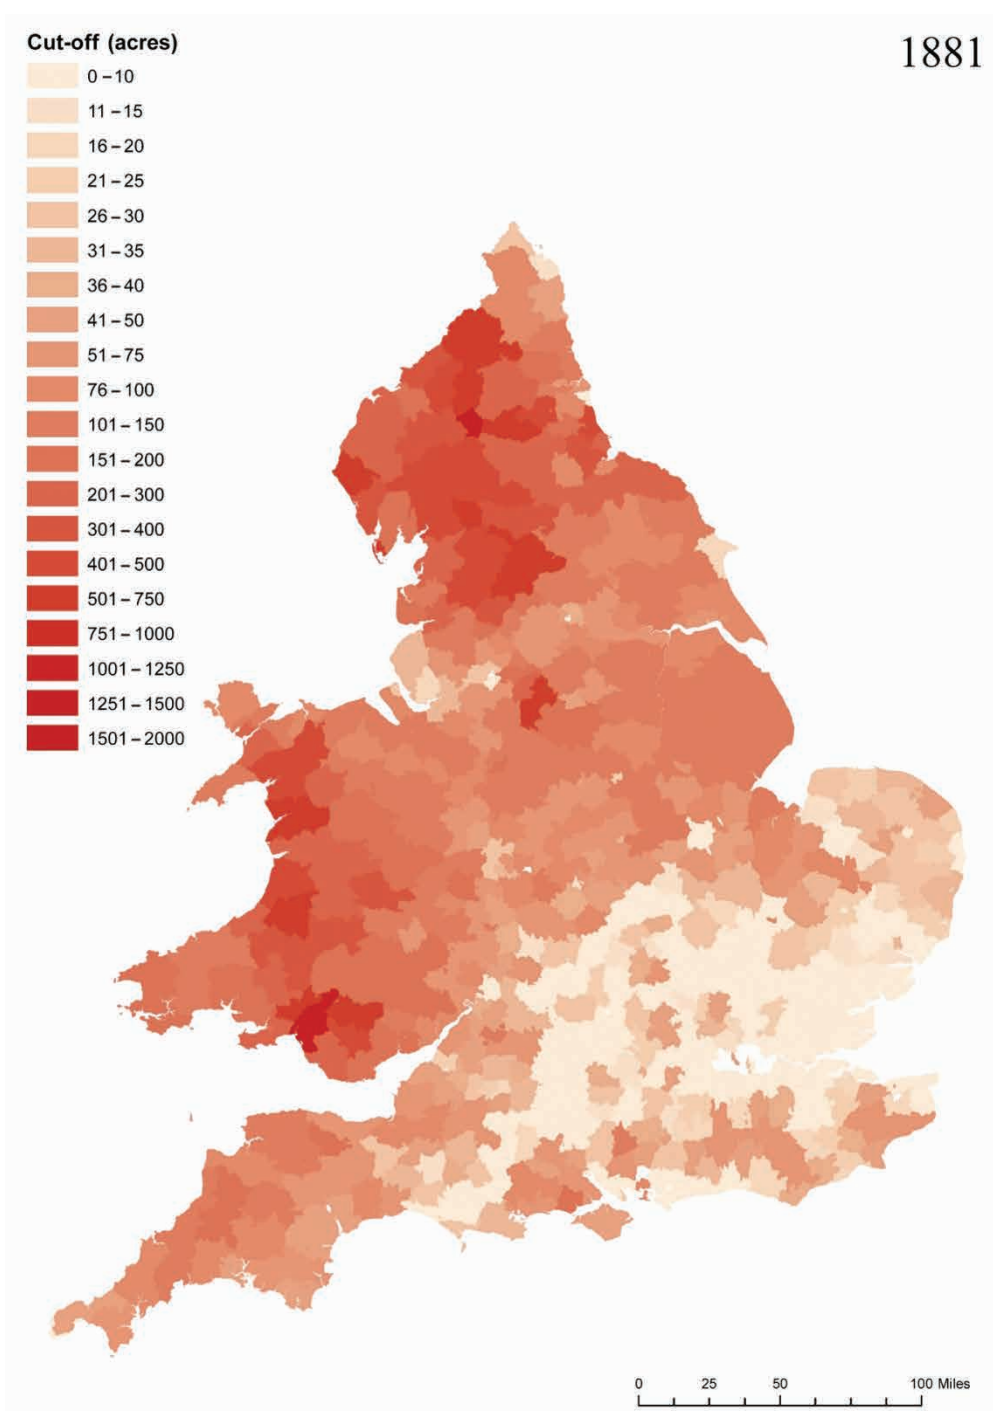 Cut-off (acres)
1881
0 – 10
11 – 15
16 – 20
21 – 25
26 – 30
31 – 35
36 – 40
41 – 50
51 – 75
76 – 100
101 – 150
151 – 200
201 – 300
301 – 400
401 – 500
501 – 750
751 – 1000
1001 – 1250
1251 – 1500
1501 – 2000
0 25 50 100 Miles